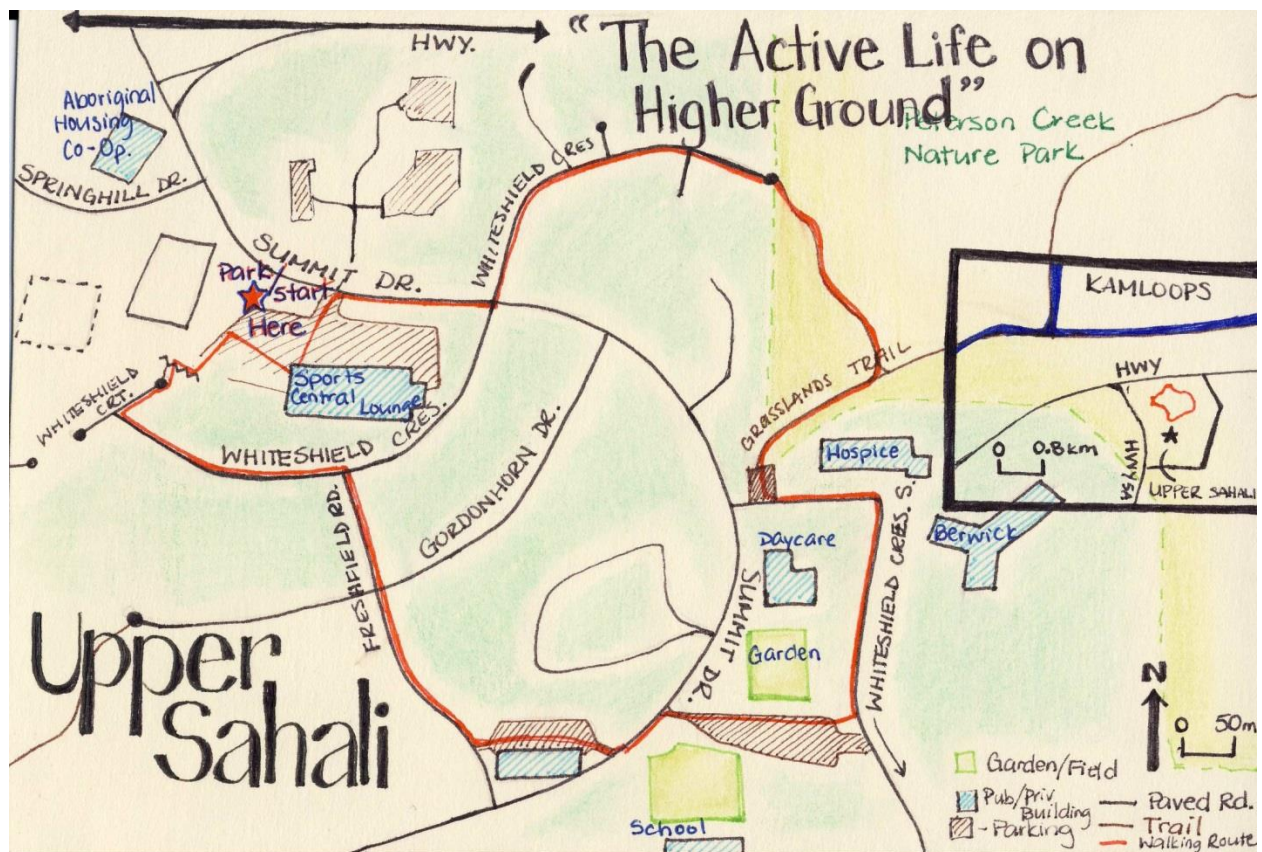 HWY.
"The Active Life on
Higher Ground"
Peterson Creek
Nature Park
Aboriginal
Housing
Co-Op.
SPRINGHILL DR.
SUMMIT DR.
Park/
Start
Here
WHITESHIELD CRES
Sports
Central Lounge
WHITESHIELD
CRT.
WHITESHIELD CRES.
FRESHFIELD RD.
GORDONHORN DR.
GRASSLANDS TRAIL
Hospice
Daycare
Garden
SUMMIT DR.
WHITESHIELD CRES. S.
Berwick
School
KAMLOOPS
HWY
0 0.8km
HWY 5A
UPPER SAHALI
Upper
Sahali
N
0 50m
Garden/Field
Pub/Priv
Building
- Parking
Paved Rd.
Trail
Walking Route